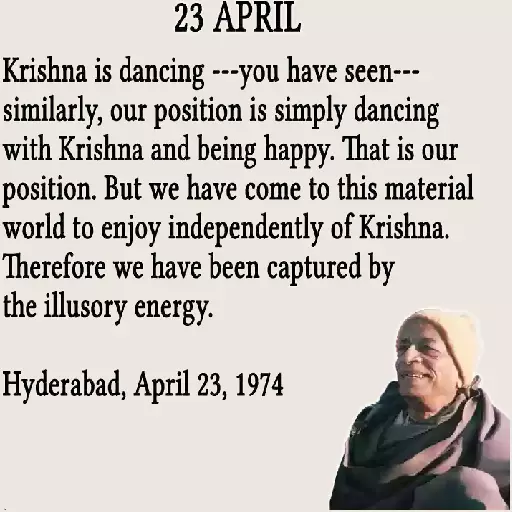 23 APRIL
Krishna is dancing ---you have seen---
similarly, our position is simply dancing
with Krishna and being happy. That is our
position. But we have come to this material
world to enjoy independently of Krishna.
Therefore we have been captured by
the illusory energy.
Hyderabad, April 23, 1974